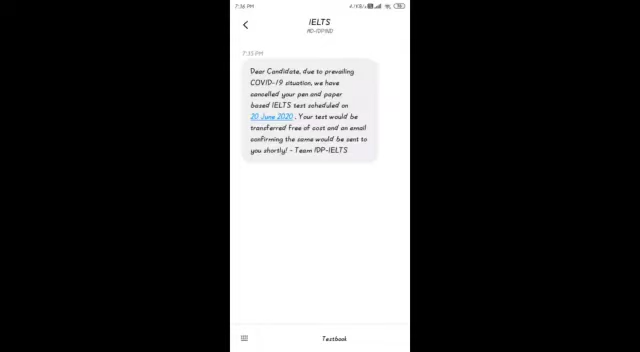 7:36 PM
IELTS
AD-IDPIND
7:35 PM
Dear Candidate, due to prevailing
COVID-19 situation, we have
cancelled your pen and paper
based IELTS test scheduled on
20 June 2020. Your test would be
transferred free of cost and an email
confirming the same would be sent to
you shortly! - Team IDP-IELTS
Testbook